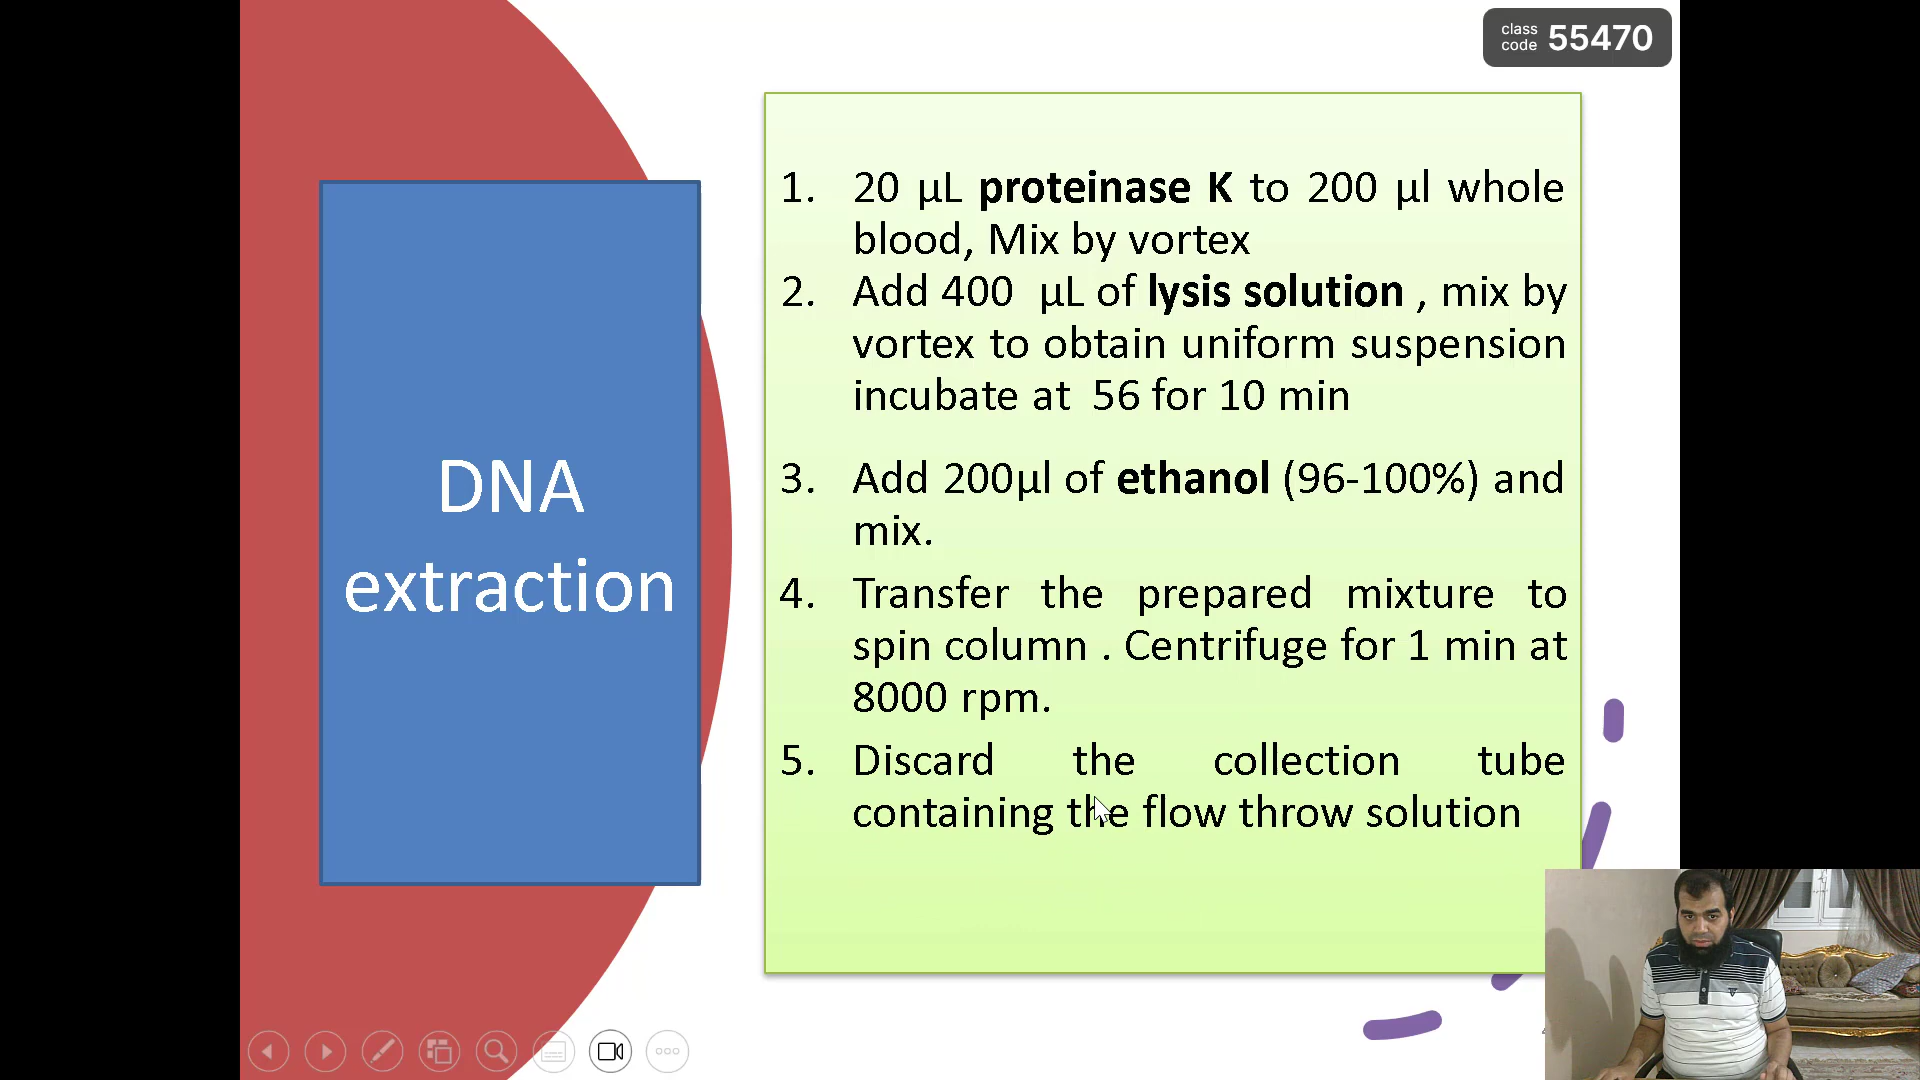 class
code 55470
DNA
extraction
1. 20 µL proteinase K to 200 µl whole
blood, Mix by vortex
2. Add 400 µL of lysis solution , mix by
vortex to obtain uniform suspension
incubate at 56 for 10 min
3. Add 200µl of ethanol (96-100%) and
mix.
4. Transfer the prepared mixture to
spin column . Centrifuge for 1 min at
8000 rpm.
5. Discard the collection tube
containing the flow throw solution